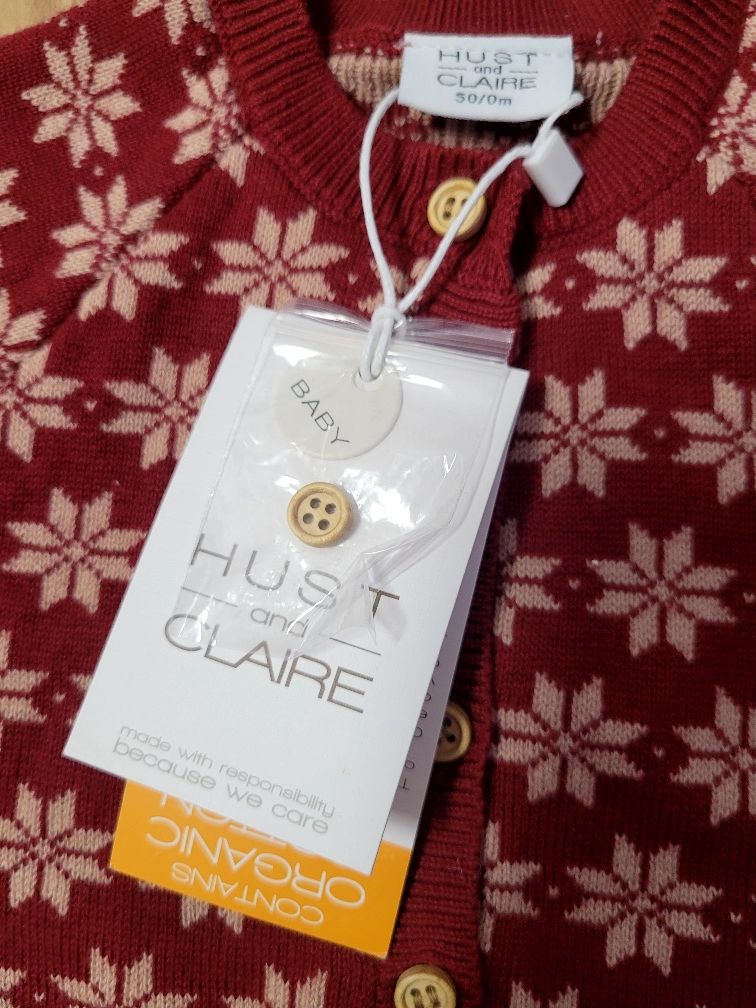 HUST
and
CLAIRE
50/0m
BABY
HUST
and
CLAIRE
made with responsibility
because we care
CONTAINS
ORGANIC